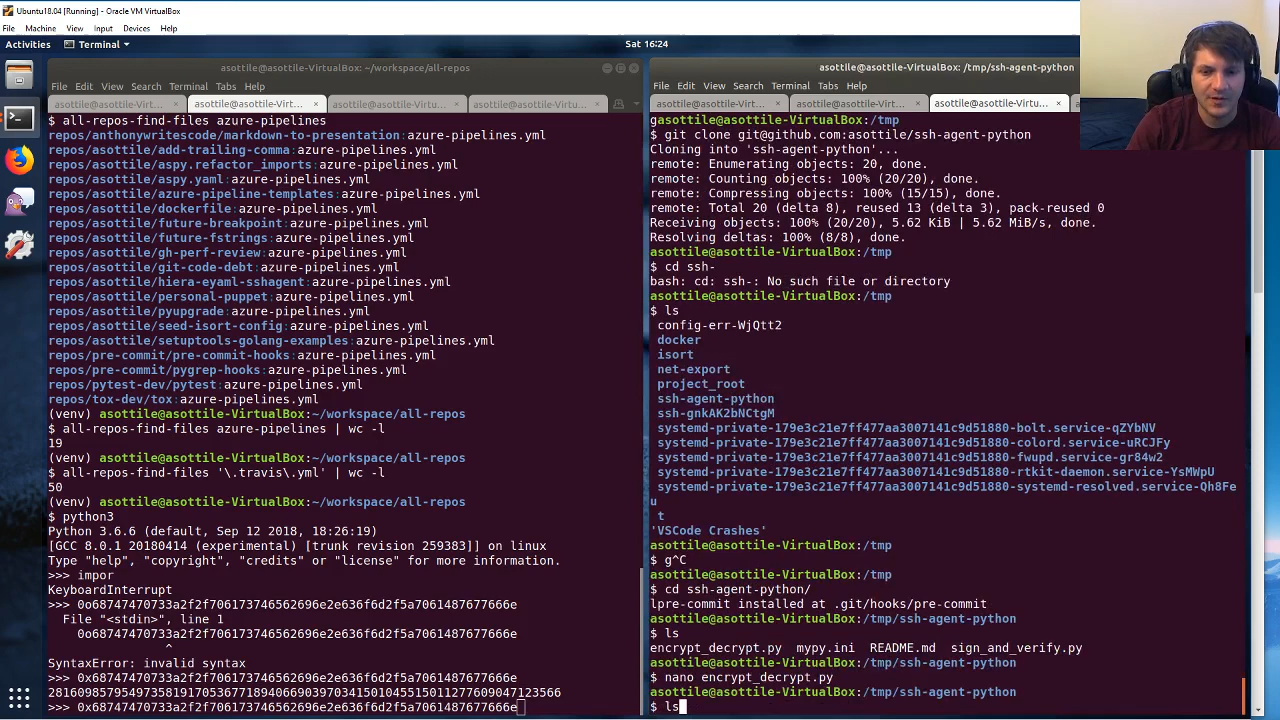 Ubuntu18.04 [Running] - Oracle VM VirtualBox
File Machine View Input Devices Help
Activities Terminal Sat 16:24
asottile@asottile-VirtualBox: ~/workspace/all-repos
File Edit View Search Terminal Tabs Help
asottile@asottile-Virt... × asottile@asottile-Virt... × asottile@asottile-Virtu... × asottile@asottile-Virtu... ×
$ all-repos-find-files azure-pipelines
repos/anthonywritescode/markdown-to-presentation:azure-pipelines.yml
repos/asottile/add-trailing-comma:azure-pipelines.yml
repos/asottile/aspy.refactor_imports:azure-pipelines.yml
repos/asottile/aspy.yaml:azure-pipelines.yml
repos/asottile/azure-pipeline-templates:azure-pipelines.yml
repos/asottile/dockerfile:azure-pipelines.yml
repos/asottile/future-breakpoint:azure-pipelines.yml
repos/asottile/future-fstrings:azure-pipelines.yml
repos/asottile/gh-perf-review:azure-pipelines.yml
repos/asottile/git-code-debt:azure-pipelines.yml
repos/asottile/hiera-eyaml-sshagent:azure-pipelines.yml
repos/asottile/personal-puppet:azure-pipelines.yml
repos/asottile/pyupgrade:azure-pipelines.yml
repos/asottile/seed-isort-config:azure-pipelines.yml
repos/asottile/setuptools-golang-examples:azure-pipelines.yml
repos/pre-commit/pre-commit-hooks:azure-pipelines.yml
repos/pre-commit/pygrep-hooks:azure-pipelines.yml
repos/pytest-dev/pytest:azure-pipelines.yml
repos/tox-dev/tox:azure-pipelines.yml
(venv) asottile@asottile-VirtualBox:~/workspace/all-repos
$ all-repos-find-files azure-pipelines | wc -l
19
(venv) asottile@asottile-VirtualBox:~/workspace/all-repos
$ all-repos-find-files '\.travis\.yml' | wc -l
50
(venv) asottile@asottile-VirtualBox:~/workspace/all-repos
$ python3
Python 3.6.6 (default, Sep 12 2018, 18:26:19)
[GCC 8.0.1 20180414 (experimental) [trunk revision 259383]] on linux
Type "help", "copyright", "credits" or "license" for more information.
>>> impor
KeyboardInterrupt
>>> 0o68747470733a2f2f706173746562696e2e636f6d2f5a7061487677666e
File "<stdin>", line 1
0o68747470733a2f2f706173746562696e2e636f6d2f5a7061487677666e
^
SyntaxError: invalid syntax
>>> 0x68747470733a2f2f706173746562696e2e636f6d2f5a7061487677666e
2816098579549735819170536771894066903970341501045515011277609047123566
>>> 0x68747470733a2f2f706173746562696e2e636f6d2f5a7061487677666e
asottile@asottile-VirtualBox: /tmp/ssh-agent-python
File Edit View Search Terminal Tabs Help
asottile@asottile-Virt... × asottile@asottile-Virtu... × asottile@asottile-Virt... ×
gasottile@asottile-VirtualBox:/tmp
$ git clone git@github.com:asottile/ssh-agent-python
Cloning into 'ssh-agent-python'...
remote: Enumerating objects: 20, done.
remote: Counting objects: 100% (20/20), done.
remote: Compressing objects: 100% (15/15), done.
remote: Total 20 (delta 8), reused 13 (delta 3), pack-reused 0
Receiving objects: 100% (20/20), 5.62 KiB | 5.62 MiB/s, done.
Resolving deltas: 100% (8/8), done.
asottile@asottile-VirtualBox:/tmp
$ cd ssh-
bash: cd: ssh-: No such file or directory
asottile@asottile-VirtualBox:/tmp
$ ls
config-err-WjQtt2
docker
isort
net-export
project_root
ssh-agent-python
ssh-gnkAK2bNCtgM
systemd-private-179e3c21e7ff477aa3007141c9d51880-bolt.service-qZYbNV
systemd-private-179e3c21e7ff477aa3007141c9d51880-colord.service-uRCJFy
systemd-private-179e3c21e7ff477aa3007141c9d51880-fwupd.service-gr84w2
systemd-private-179e3c21e7ff477aa3007141c9d51880-rtkit-daemon.service-YsMWpU
systemd-private-179e3c21e7ff477aa3007141c9d51880-systemd-resolved.service-Qh8Fe
u
t
'VSCode Crashes'
asottile@asottile-VirtualBox:/tmp
$ g^C
asottile@asottile-VirtualBox:/tmp
$ cd ssh-agent-python/
lpre-commit installed at .git/hooks/pre-commit
asottile@asottile-VirtualBox:/tmp/ssh-agent-python
$ ls
encrypt_decrypt.py mypy.ini README.md sign_and_verify.py
asottile@asottile-VirtualBox:/tmp/ssh-agent-python
$ nano encrypt_decrypt.py
asottile@asottile-VirtualBox:/tmp/ssh-agent-python
$ ls